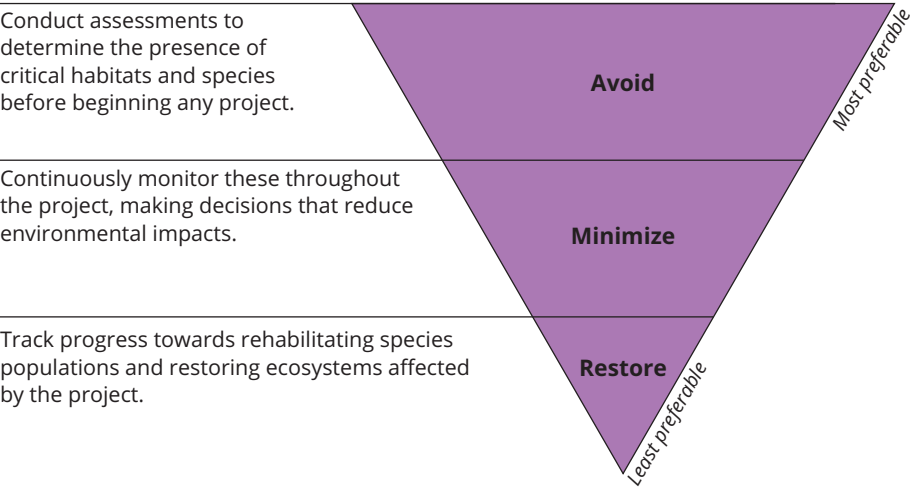 Conduct assessments to
determine the presence of
critical habitats and species
before beginning any project.
Avoid
Most preferable
Continuously monitor these throughout
the project, making decisions that reduce
environmental impacts.
Minimize
Track progress towards rehabilitating species
populations and restoring ecosystems affected
by the project.
Restore
Least preferable